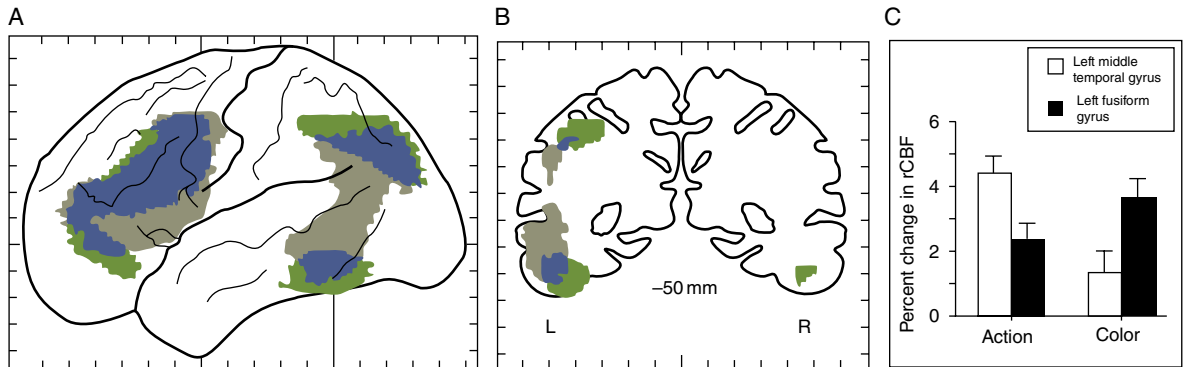 A
B
C
−50 mm
L
R
Left middle
temporal gyrus
Left fusiform
gyrus
Percent change in rCBF
6
4
2
0
Action
Color